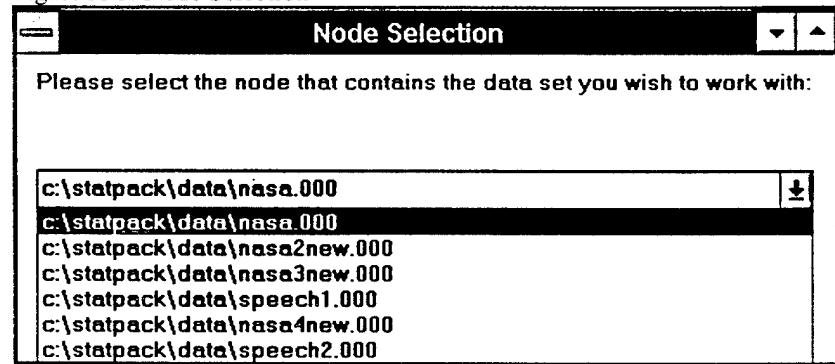 Node Selection
Please select the node that contains the data set you wish to work with:
c:\statpack\data\nasa.000
c:\statpack\data\nasa.000
c:\statpack\data\nasa2new.000
c:\statpack\data\nasa3new.000
c:\statpack\data\speech1.000
c:\statpack\data\nasa4new.000
c:\statpack\data\speech2.000